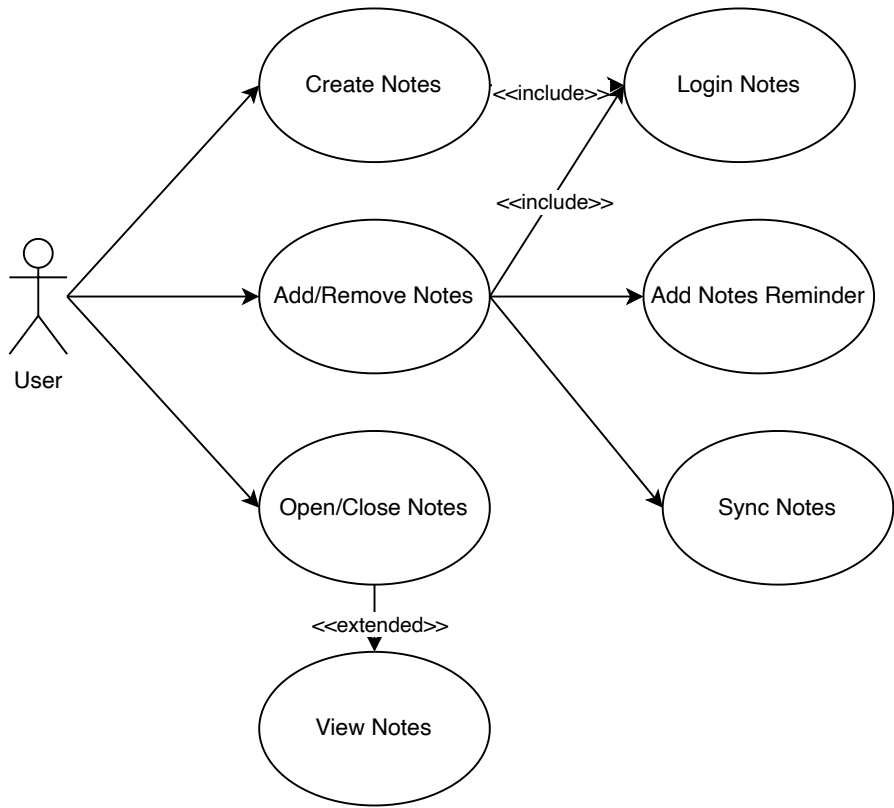 Create Notes
<<include>>
Login Notes
<<include>>
User
Add/Remove Notes
Add Notes Reminder
Open/Close Notes
Sync Notes
<<extended>>
View Notes